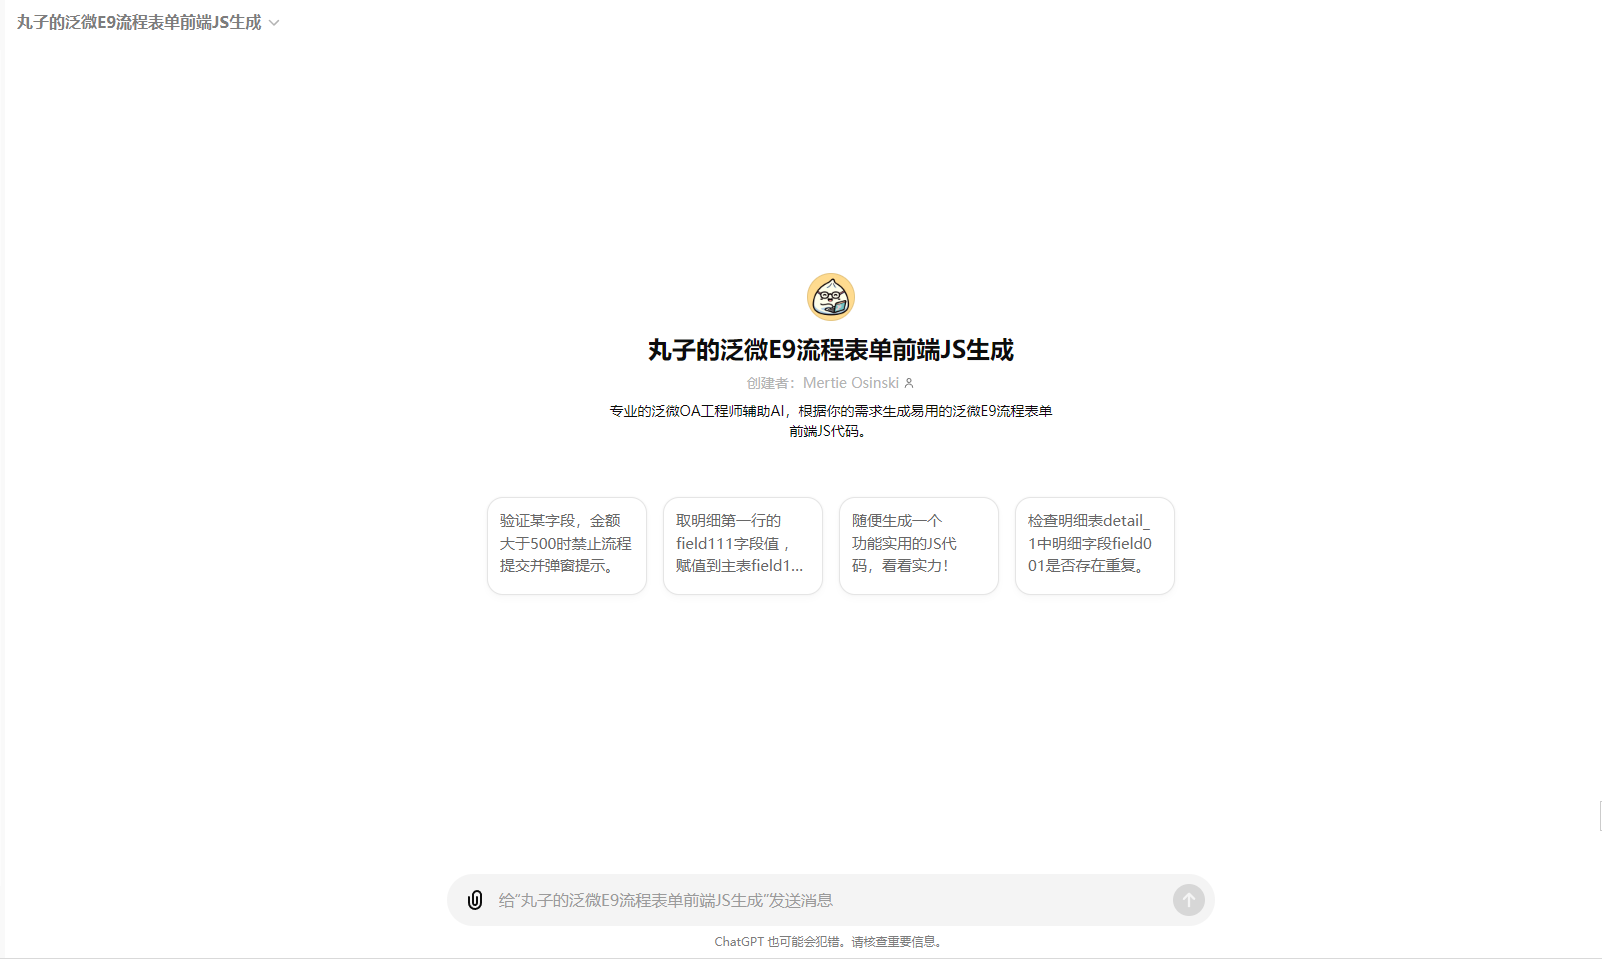 丸子的泛微E9流程表单前端JS生成
丸子的泛微E9流程表单前端JS生成
创建者：Mertie Osinski
专业的泛微OA工程师辅助AI，根据你的需求生成易用的泛微E9流程表单
前端JS代码。
验证某字段，金额
大于500时禁止流程
提交并弹窗提示。
取明细第一行的
field111字段值，
赋值到主表field1...
随便生成一个
功能实用的JS代
码，看看实力！
检查明细表detail_
1中明细字段field0
01是否存在重复。
给“丸子的泛微E9流程表单前端JS生成”发送消息
ChatGPT 也可能会犯错。请核查重要信息。